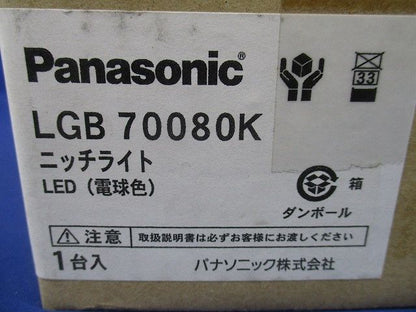 Panasonic®
33
LGB 70080K
ニッチライト
LED（電球色）
箱
ダンボール
注意 取扱説明書は必ずお客様にお渡しください
1台入
パナソニック株式会社